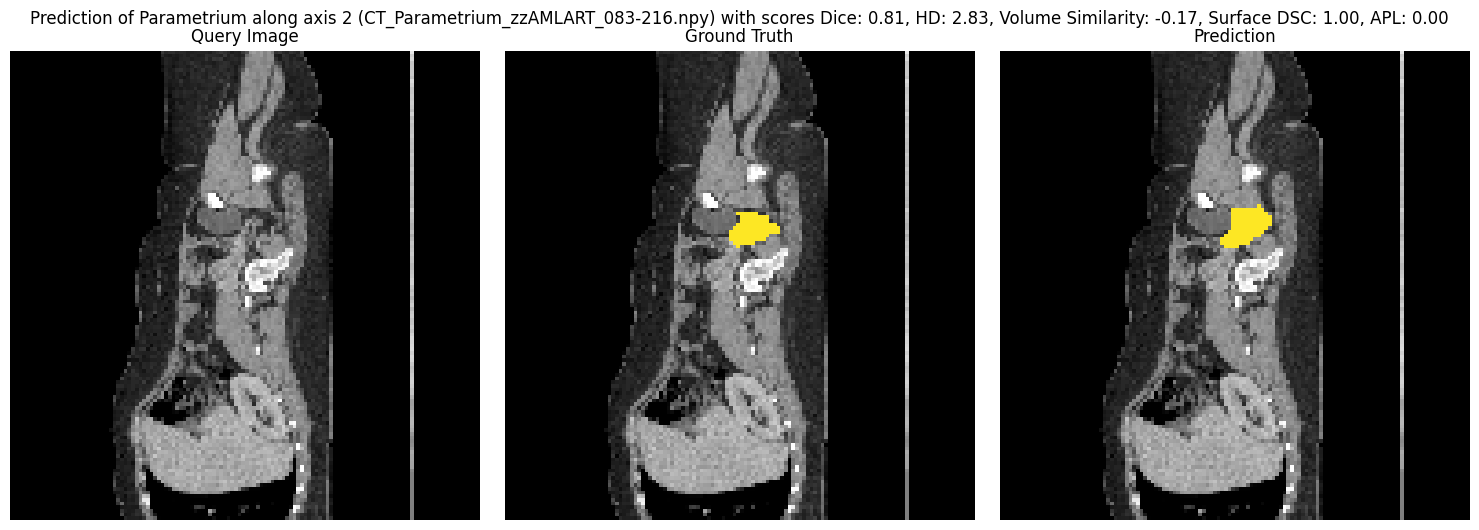 Prediction of Parametrium along axis 2 (CT_Parametrium_zzAMLART_083-216.npy) with scores Dice: 0.81, HD: 2.83, Volume Similarity: -0.17, Surface DSC: 1.00, APL: 0.00
Query Image
Ground Truth
Prediction